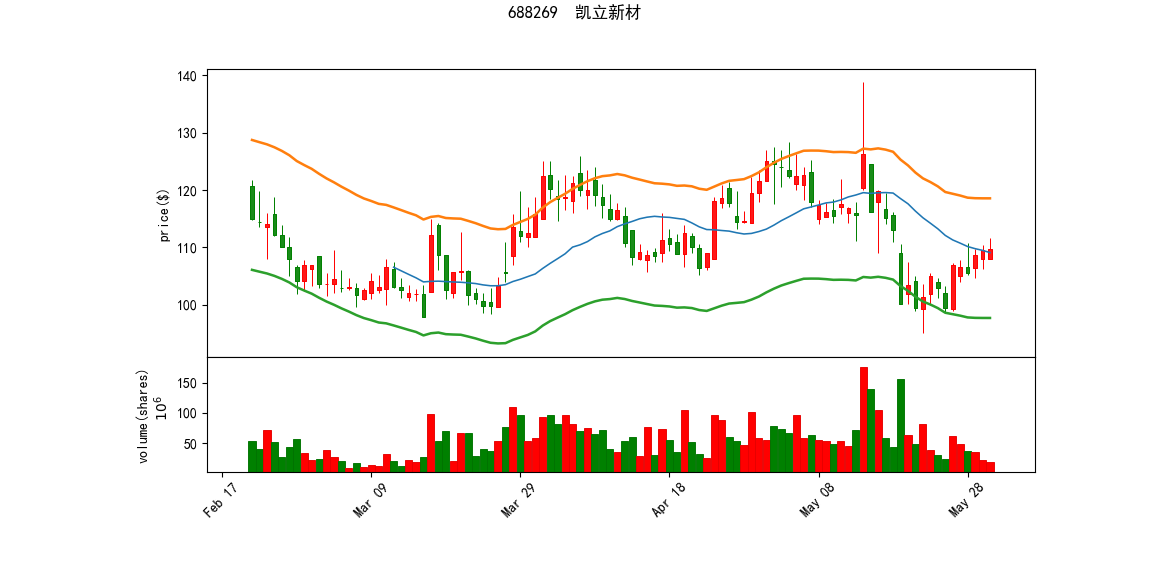 688269 凯立新材
140
130
120
110
100
price($)
150
100
50
volume(shares)
10^6
Feb 17
Mar 09
Mar 29
Apr 18
May 08
May 28